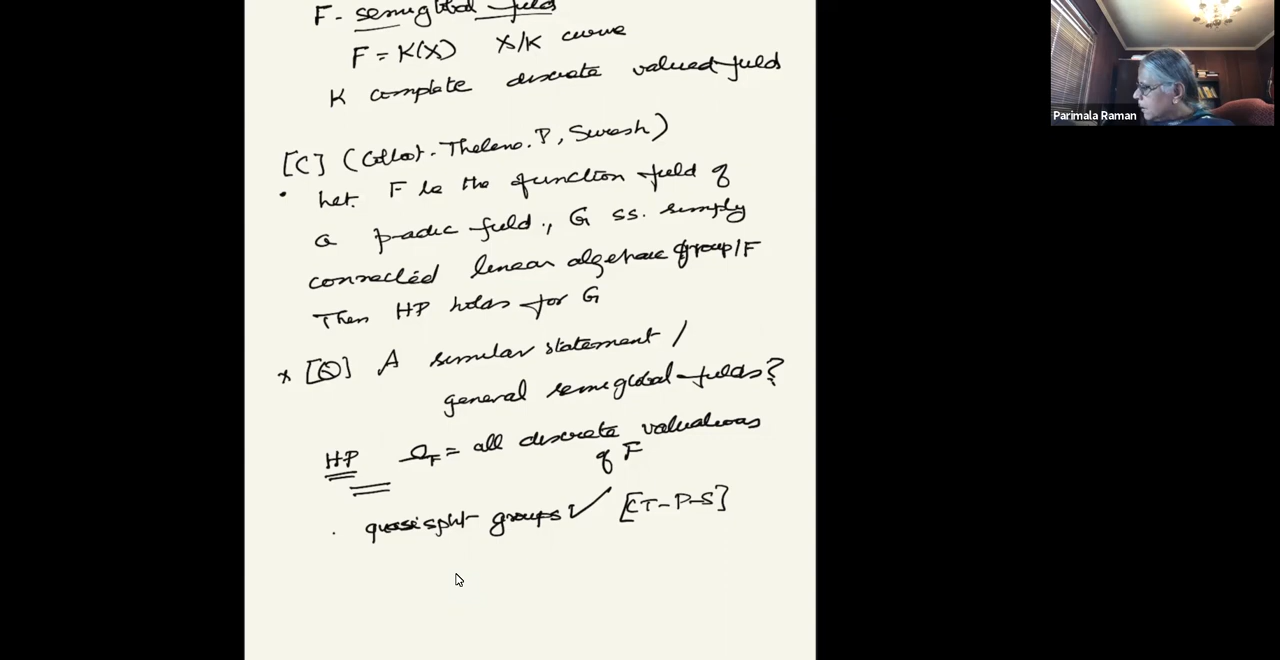 F - semiglobal field
F = K(X)   X/K curve
K complete discrete valued field
[C] (Colliot-Thelene. P, Suresh)
• Let. F be the function field of
a p-adic field., G ss. simply
connected linear algebraic group/F
Then HP holds for G
* [Q] A similar statement /
general semiglobal fields?
HP   Ω_F = all discrete valuations
of F
. quasisplit groups ✓ [CT-P-S]
Parimala Raman